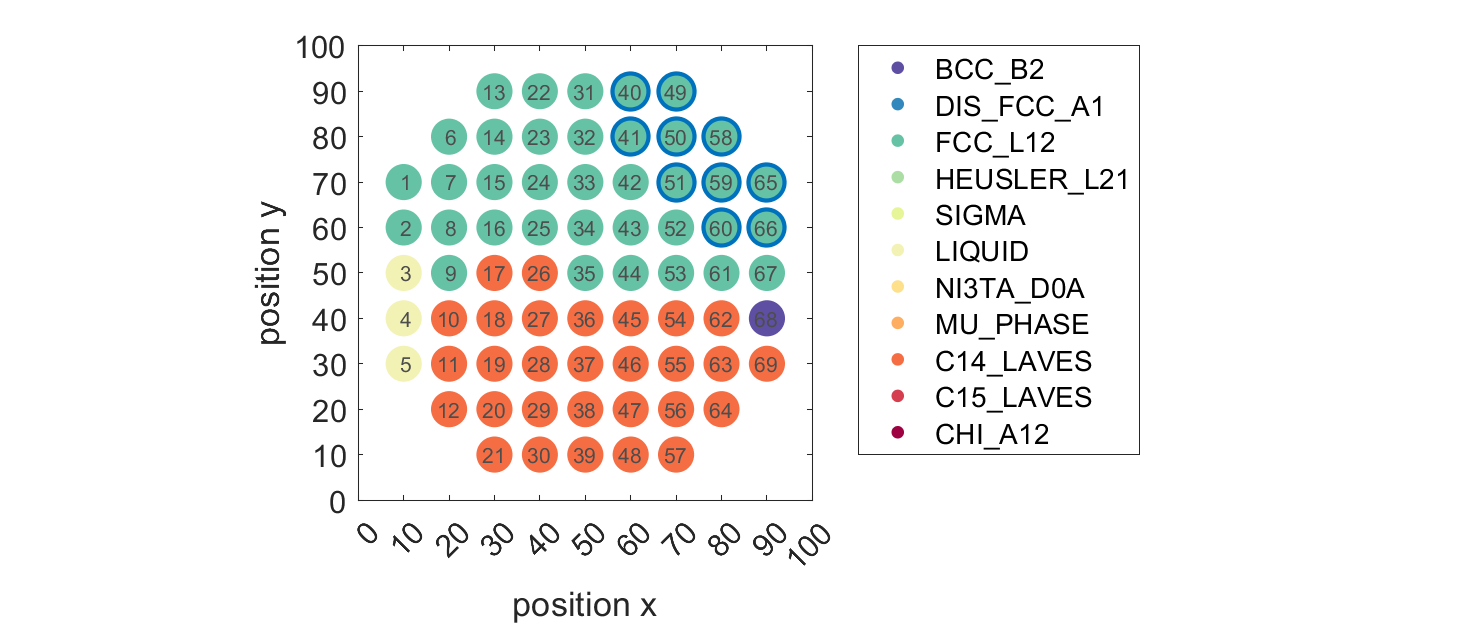 100
90
80
70
60
50
40
30
20
10
0
13 22 31 40 49
6 14 23 32 41 50 58
1 7 15 24 33 42 51 59 65
2 8 16 25 34 43 52 60 66
3 9 17 26 35 44 53 61 67
4 10 18 27 36 45 54 62 68
5 11 19 28 37 46 55 63 69
12 20 29 38 47 56 64
21 30 39 48 57
0 10 20 30 40 50 60 70 80 90 100
position x
position y
BCC_B2
DIS_FCC_A1
FCC_L12
HEUSLER_L21
SIGMA
LIQUID
NI3TA_D0A
MU_PHASE
C14_LAVES
C15_LAVES
CHI_A12